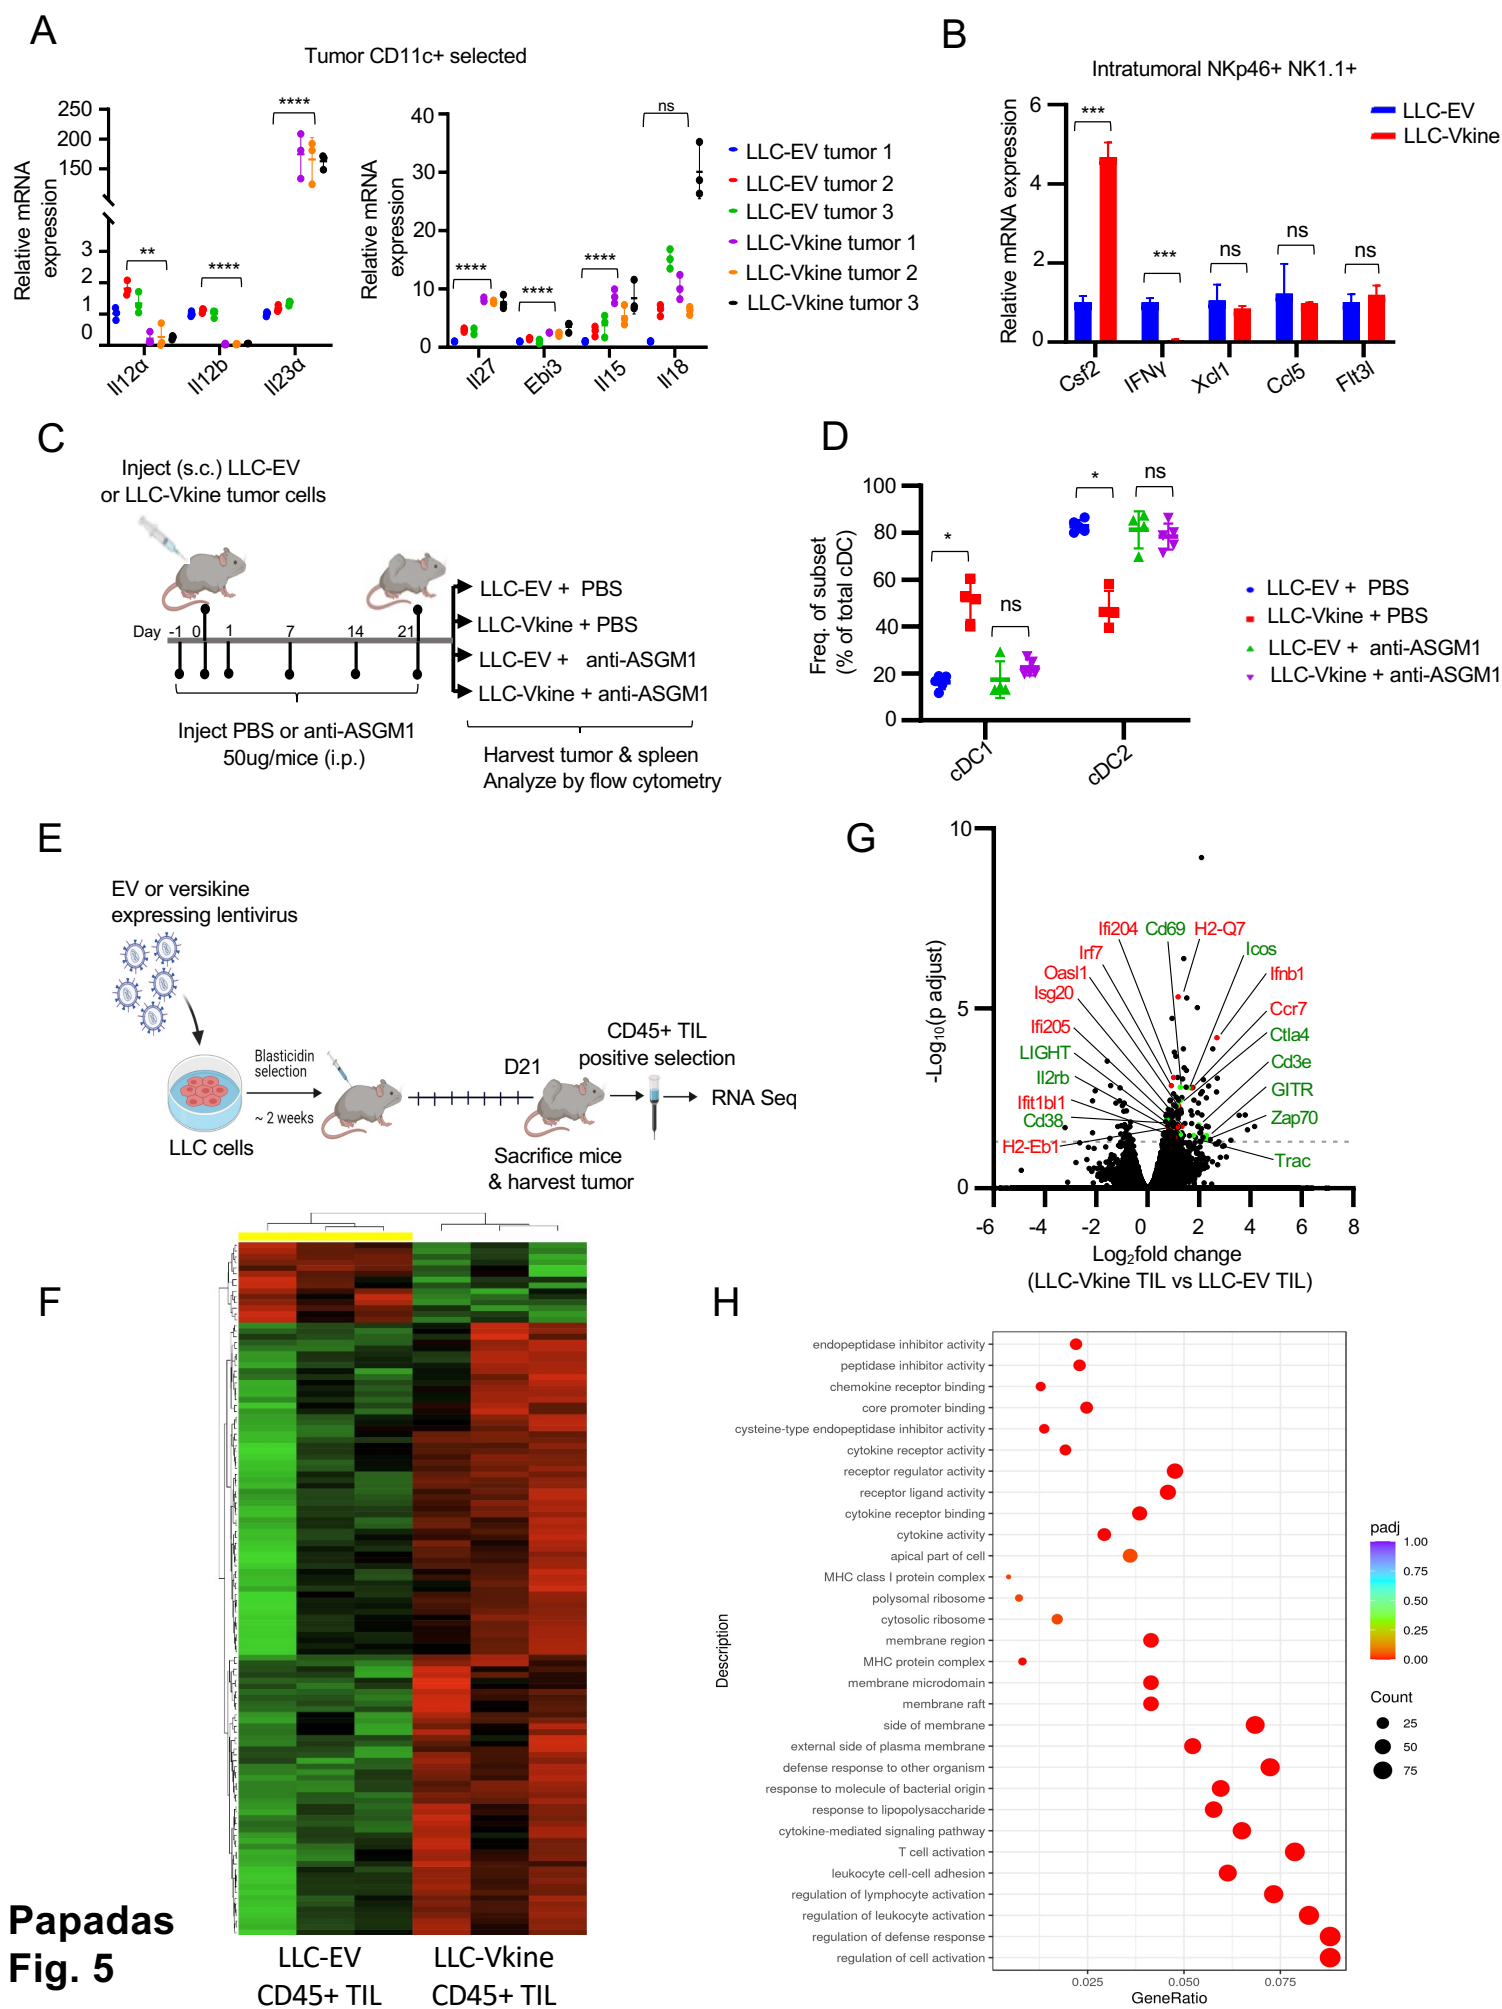 A
Tumor CD11c+ selected
Relative mRNA
expression
250
200
150
3
2
1
0
**
****
****
Il12α
Il12b
Il23α
Relative mRNA
expression
40
30
20
10
0
****
****
****
ns
Il27
Ebi3
Il15
Il18
LLC-EV tumor 1
LLC-EV tumor 2
LLC-EV tumor 3
LLC-Vkine tumor 1
LLC-Vkine tumor 2
LLC-Vkine tumor 3
B
Intratumoral NKp46+ NK1.1+
Relative mRNA expression
6
4
2
0
***
***
ns
ns
ns
Csf2
IFNγ
Xcl1
Ccl5
Flt3l
LLC-EV
LLC-Vkine
C
Inject (s.c.) LLC-EV
or LLC-Vkine tumor cells
Day
-1
0
1
7
14
21
LLC-EV + PBS
LLC-Vkine + PBS
LLC-EV + anti-ASGM1
LLC-Vkine + anti-ASGM1
Inject PBS or anti-ASGM1
50ug/mice (i.p.)
Harvest tumor & spleen
Analyze by flow cytometry
D
Freq. of subset
(% of total cDC)
100
80
60
40
20
0
*
ns
*
ns
cDC1
cDC2
LLC-EV + PBS
LLC-Vkine + PBS
LLC-EV + anti-ASGM1
LLC-Vkine + anti-ASGM1
E
EV or versikine
expressing lentivirus
Blasticidin
selection
~ 2 weeks
LLC cells
D21
Sacrifice mice
& harvest tumor
CD45+ TIL
positive selection
RNA Seq
G
-Log10(p adjust)
10
5
0
Ifi204
Cd69
H2-Q7
Irf7
Icos
Oasl1
Ifnb1
Isg20
Ccr7
Ifi205
Ctla4
LIGHT
Cd3e
Il2rb
GITR
Ifit1bl1
Cd38
Zap70
H2-Eb1
Trac
-6
-4
-2
0
2
4
6
8
Log2fold change
(LLC-Vkine TIL vs LLC-EV TIL)
F
LLC-EV
CD45+ TIL
LLC-Vkine
CD45+ TIL
H
Description
endopeptidase inhibitor activity
peptidase inhibitor activity
chemokine receptor binding
core promoter binding
cysteine-type endopeptidase inhibitor activity
cytokine receptor activity
receptor regulator activity
receptor ligand activity
cytokine receptor binding
cytokine activity
apical part of cell
MHC class I protein complex
polysomal ribosome
cytosolic ribosome
membrane region
MHC protein complex
membrane microdomain
membrane raft
side of membrane
external side of plasma membrane
defense response to other organism
response to molecule of bacterial origin
response to lipopolysaccharide
cytokine-mediated signaling pathway
T cell activation
leukocyte cell-cell adhesion
regulation of lymphocyte activation
regulation of leukocyte activation
regulation of defense response
regulation of cell activation
0.025
0.050
0.075
GeneRatio
padj
1.00
0.75
0.50
0.25
0.00
Count
25
50
75
Papadas
Fig. 5